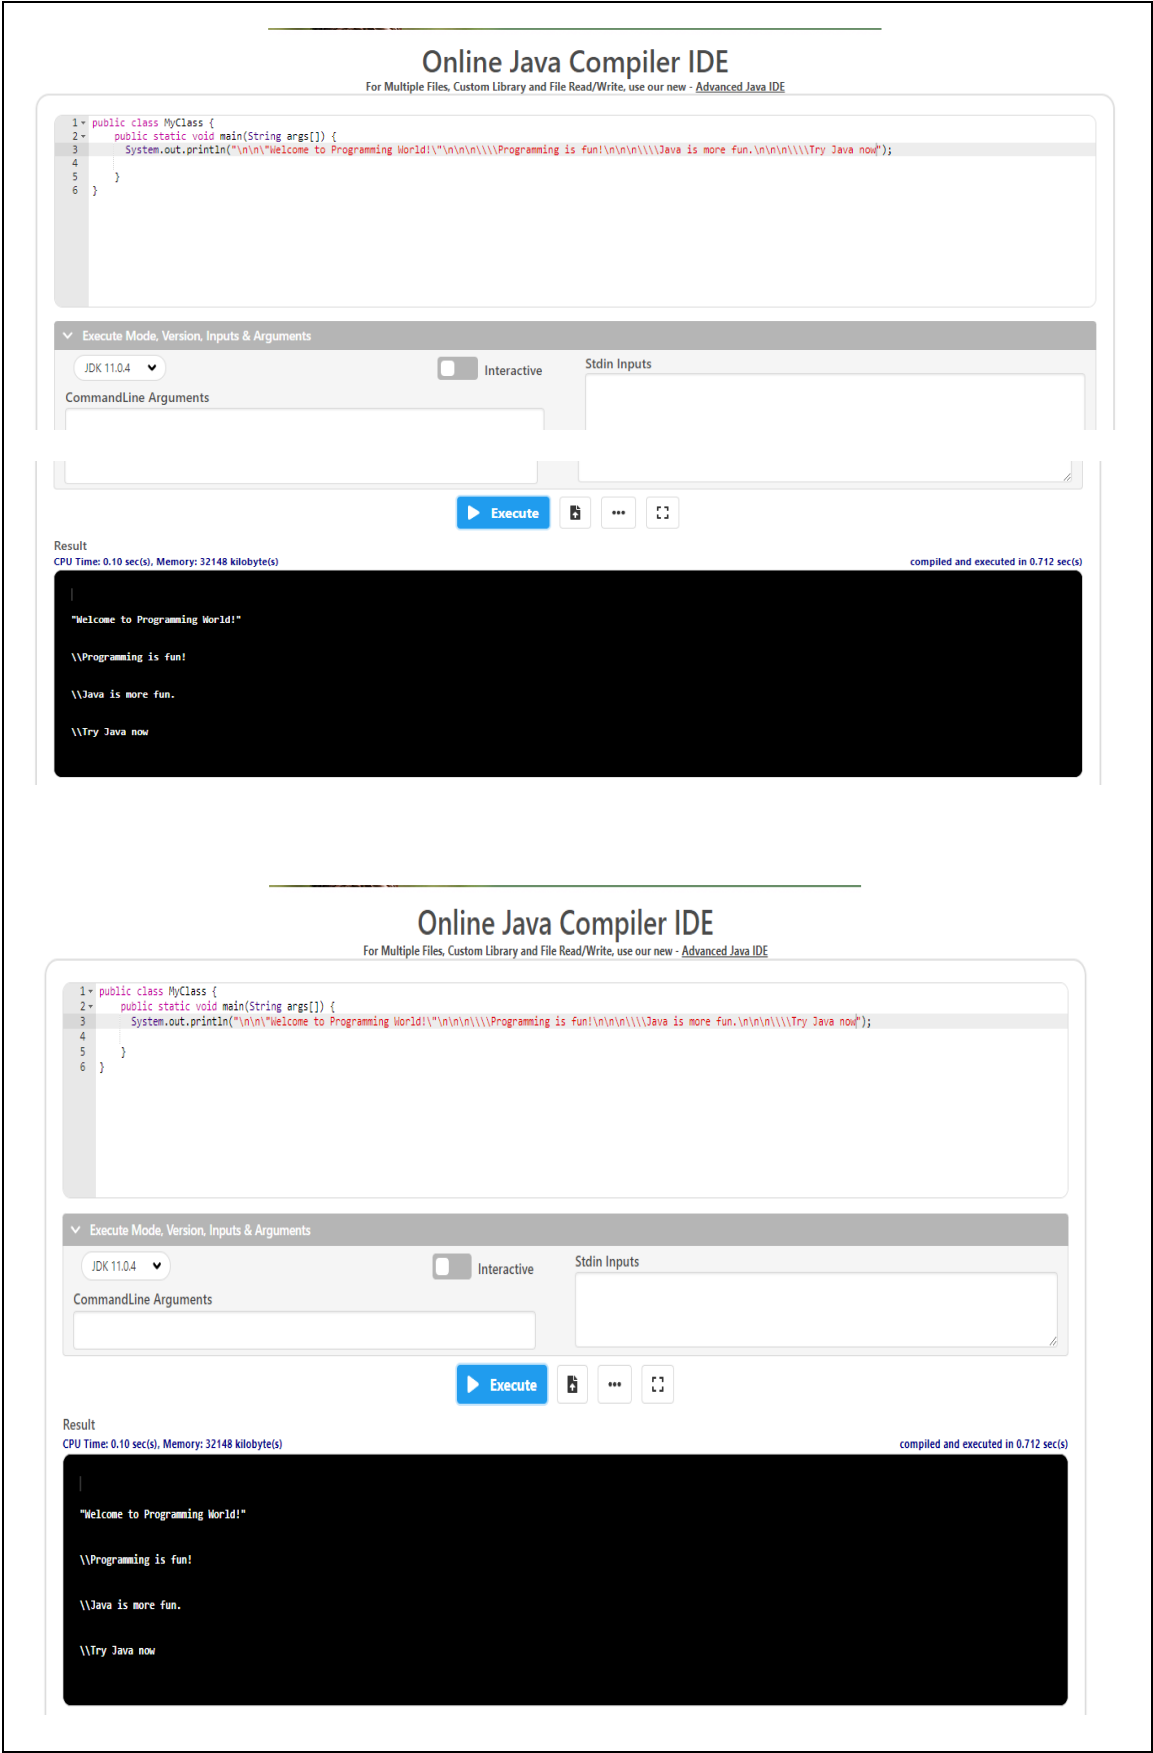 Online Java Compiler IDE
For Multiple Files, Custom Library and File Read/Write, use our new - Advanced Java IDE
1 public class MyClass {
2 public static void main(String args[]) {
3 System.out.println("\n\n\"Welcome to Programming World!\"\n\n\n\\\\Programming is fun!\n\n\n\\\\Java is more fun.\n\n\n\\\\Try Java now");
4
5 }
6 }
Execute Mode, Version, Inputs & Arguments
JDK 11.0.4
Interactive
Stdin Inputs
CommandLine Arguments
Execute
Result
CPU Time: 0.10 sec(s), Memory: 32148 kilobyte(s)
compiled and executed in 0.712 sec(s)
"Welcome to Programming World!"
\\Programming is fun!
\\Java is more fun.
\\Try Java now
Online Java Compiler IDE
For Multiple Files, Custom Library and File Read/Write, use our new - Advanced Java IDE
1 public class MyClass {
2 public static void main(String args[]) {
3 System.out.println("\n\n\"Welcome to Programming World!\"\n\n\n\\\\Programming is fun!\n\n\n\\\\Java is more fun.\n\n\n\\\\Try Java now");
4
5 }
6 }
Execute Mode, Version, Inputs & Arguments
JDK 11.0.4
Interactive
Stdin Inputs
CommandLine Arguments
Execute
Result
CPU Time: 0.10 sec(s), Memory: 32148 kilobyte(s)
compiled and executed in 0.712 sec(s)
"Welcome to Programming World!"
\\Programming is fun!
\\Java is more fun.
\\Try Java now